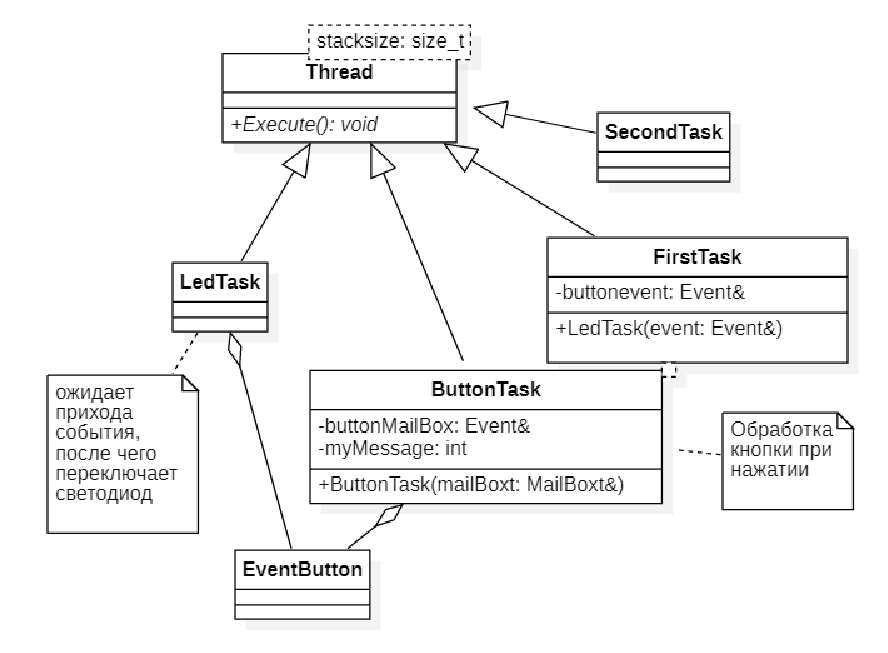 stacksize: size_t
Thread
+Execute(): void
SecondTask
LedTask
FirstTask
-buttonevent: Event&
+LedTask(event: Event&)
ожидает
прихода
события,
после чего
переключает
светодиод
ButtonTask
-buttonMailBox: Event&
-myMessage: int
+ButtonTask(mailBoxt: MailBoxt&)
Обработка
кнопки при
нажатии
EventButton